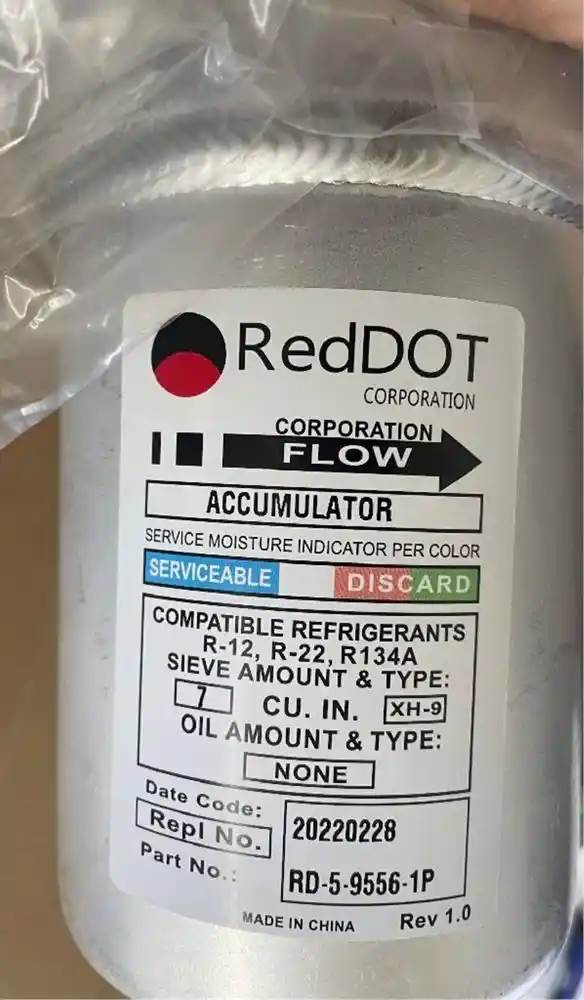 RedDOT
CORPORATION
CORPORATION
FLOW
ACCUMULATOR
SERVICE MOISTURE INDICATOR PER COLOR
SERVICEABLE DISCARD
COMPATIBLE REFRIGERANTS
R-12, R-22, R134A
SIEVE AMOUNT & TYPE:
7 CU. IN. XH-9
OIL AMOUNT & TYPE:
NONE
Date Code: 20220228
Repl No.
Part No.: RD-5-9556-1P
MADE IN CHINA Rev 1.0